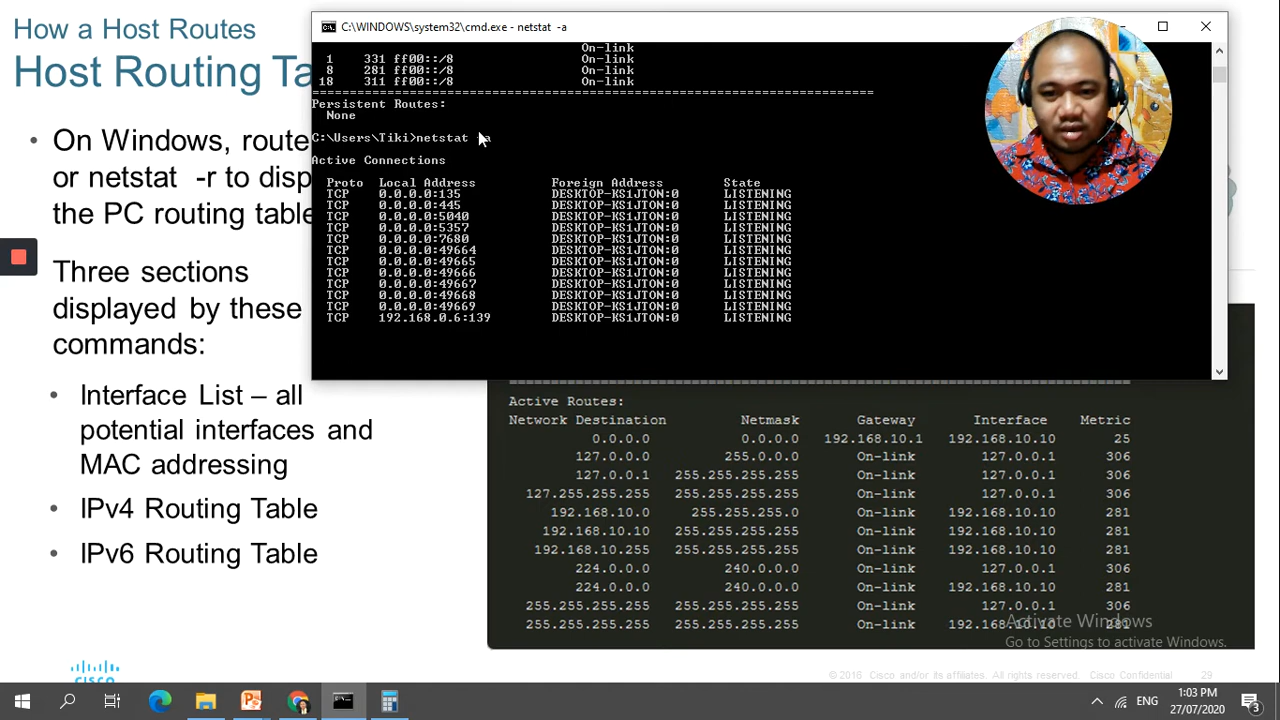 How a Host Routes
Host Routing Ta
On Windows, route
or netstat -r to disp
the PC routing table
Three sections
displayed by these
commands:
Interface List – all
potential interfaces and
MAC addressing
IPv4 Routing Table
IPv6 Routing Table
C:\WINDOWS\system32\cmd.exe - netstat -a
On-link
1 331 ff00::/8 On-link
8 281 ff00::/8 On-link
18 311 ff00::/8 On-link
===========================================================================
Persistent Routes:
None
C:\Users\Tiki>netstat -a
Active Connections
Proto Local Address Foreign Address State
TCP 0.0.0.0:135 DESKTOP-KS1JTON:0 LISTENING
TCP 0.0.0.0:445 DESKTOP-KS1JTON:0 LISTENING
TCP 0.0.0.0:5040 DESKTOP-KS1JTON:0 LISTENING
TCP 0.0.0.0:5357 DESKTOP-KS1JTON:0 LISTENING
TCP 0.0.0.0:7680 DESKTOP-KS1JTON:0 LISTENING
TCP 0.0.0.0:49664 DESKTOP-KS1JTON:0 LISTENING
TCP 0.0.0.0:49665 DESKTOP-KS1JTON:0 LISTENING
TCP 0.0.0.0:49666 DESKTOP-KS1JTON:0 LISTENING
TCP 0.0.0.0:49667 DESKTOP-KS1JTON:0 LISTENING
TCP 0.0.0.0:49668 DESKTOP-KS1JTON:0 LISTENING
TCP 0.0.0.0:49669 DESKTOP-KS1JTON:0 LISTENING
TCP 192.168.0.6:139 DESKTOP-KS1JTON:0 LISTENING
===========================================================================
Active Routes:
Network Destination Netmask Gateway Interface Metric
0.0.0.0 0.0.0.0 192.168.10.1 192.168.10.10 25
127.0.0.0 255.0.0.0 On-link 127.0.0.1 306
127.0.0.1 255.255.255.255 On-link 127.0.0.1 306
127.255.255.255 255.255.255.255 On-link 127.0.0.1 306
192.168.10.0 255.255.255.0 On-link 192.168.10.10 281
192.168.10.10 255.255.255.255 On-link 192.168.10.10 281
192.168.10.255 255.255.255.255 On-link 192.168.10.10 281
224.0.0.0 240.0.0.0 On-link 127.0.0.1 306
224.0.0.0 240.0.0.0 On-link 192.168.10.10 281
255.255.255.255 255.255.255.255 On-link 127.0.0.1 306
255.255.255.255 255.255.255.255 On-link 192.168.10.10 281
Activate Windows
Go to Settings to activate Windows.
cisco
© 2016 Cisco and/or its affiliates. All rights reserved. Cisco Confidential 29
ENG
1:03 PM
27/07/2020
3